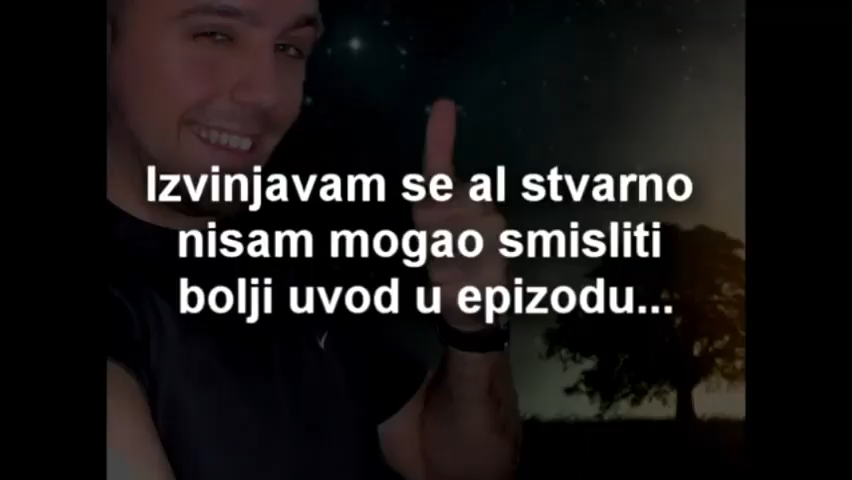 Izvinjavam se al stvarno
nisam mogao smisliti
bolji uvod u epizodu...